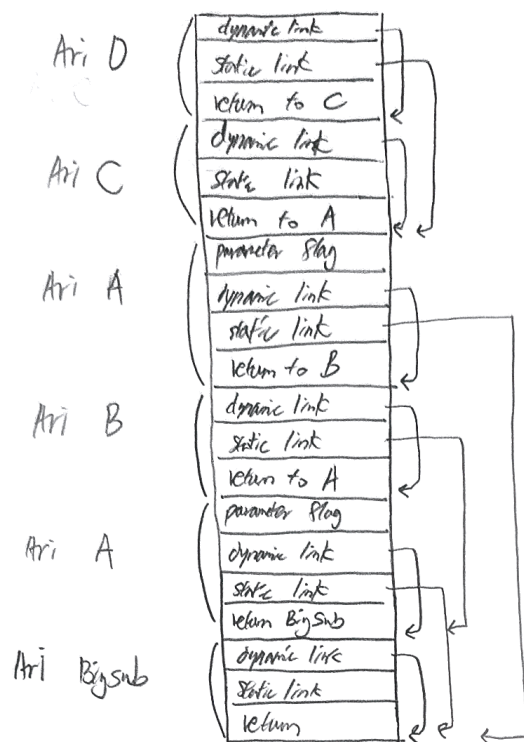 Ari D
dynamic link
static link
return to C
Ari C
dynamic link
static link
return to A
Ari A
parameter flag
dynamic link
static link
return to B
Ari B
dynamic link
static link
return to A
Ari A
parameter flag
dynamic link
static link
return BigSub
Ari Bigsub
dynamic link
static link
return